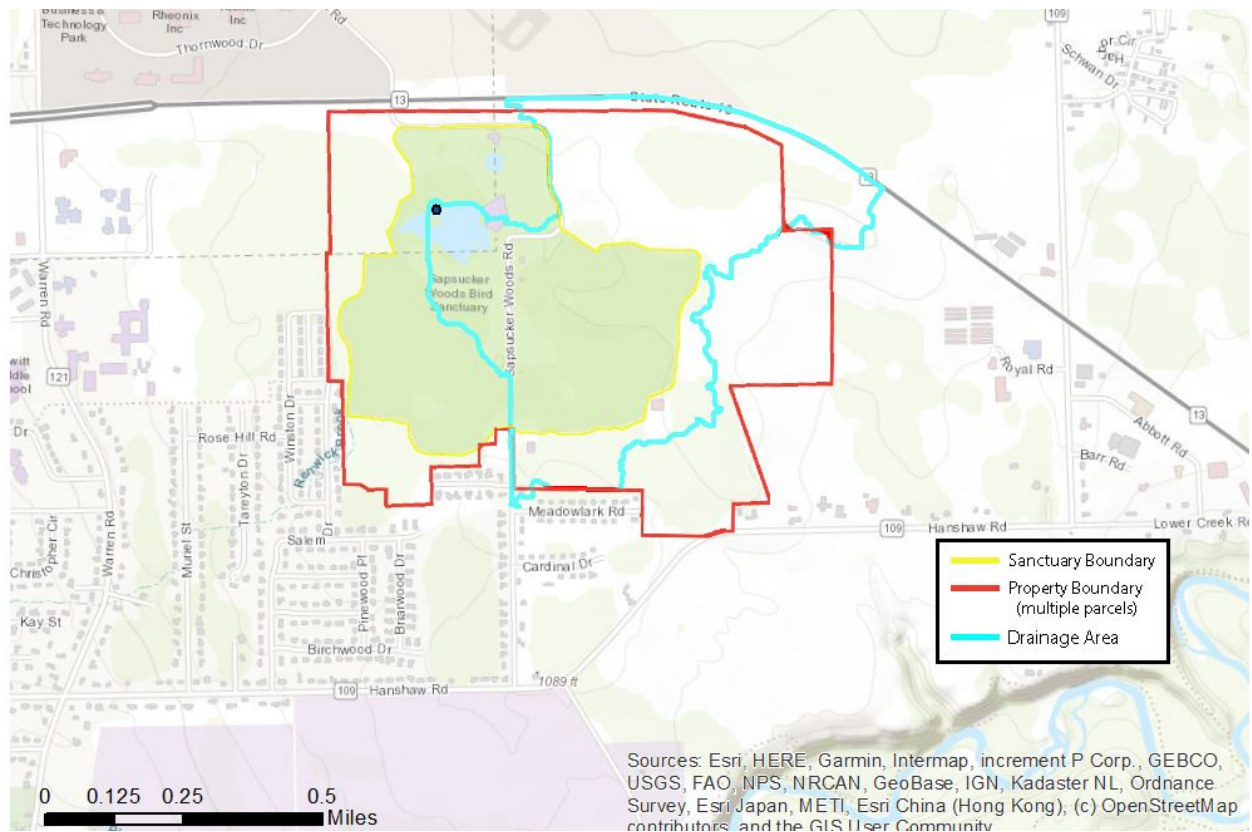 Business &
Technology
Park
Rheonix
Inc
Inc
Rd
Thornwood Dr
13
State Route 13
109
Schwan Dr
13
Warren Rd
Sapsucker
Woods Bird
Sanctuary
Sapsucker Woods Rd
121
Royal Rd
13
Dr
Rose Hill Rd
Winston Dr
Renwick Brook
Tareyton Dr
Abbott Rd
Barr Rd
Warren Rd
Muriel St
Meadowlark Rd
109
Hanshaw Rd
Lower Creek Rd
Salem
Dr
Christopher Cir
Cardinal Dr
Pinewood Pl
Briarwood Dr
Kay St
Birchwood Dr
109
Hanshaw Rd
1089 ft
Sanctuary Boundary
Property Boundary
(multiple parcels)
Drainage Area
0 0.125 0.25 0.5
Miles
Sources: Esri, HERE, Garmin, Intermap, increment P Corp., GEBCO,
USGS, FAO, NPS, NRCAN, GeoBase, IGN, Kadaster NL, Ordnance
Survey, Esri Japan, METI, Esri China (Hong Kong), (c) OpenStreetMap
contributors, and the GIS User Community